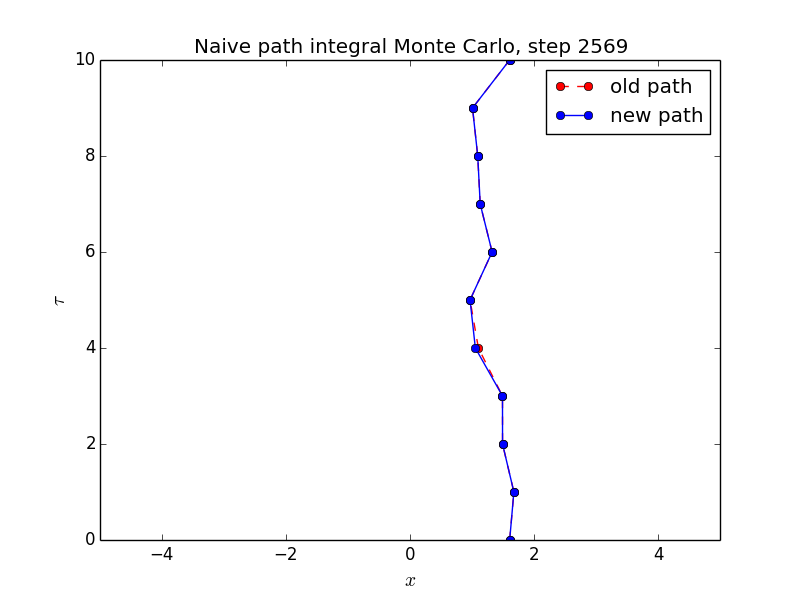 Naive path integral Monte Carlo, step 2569
10
old path
new path
8
6
τ
4
2
0
−4
−2
0
2
4
x